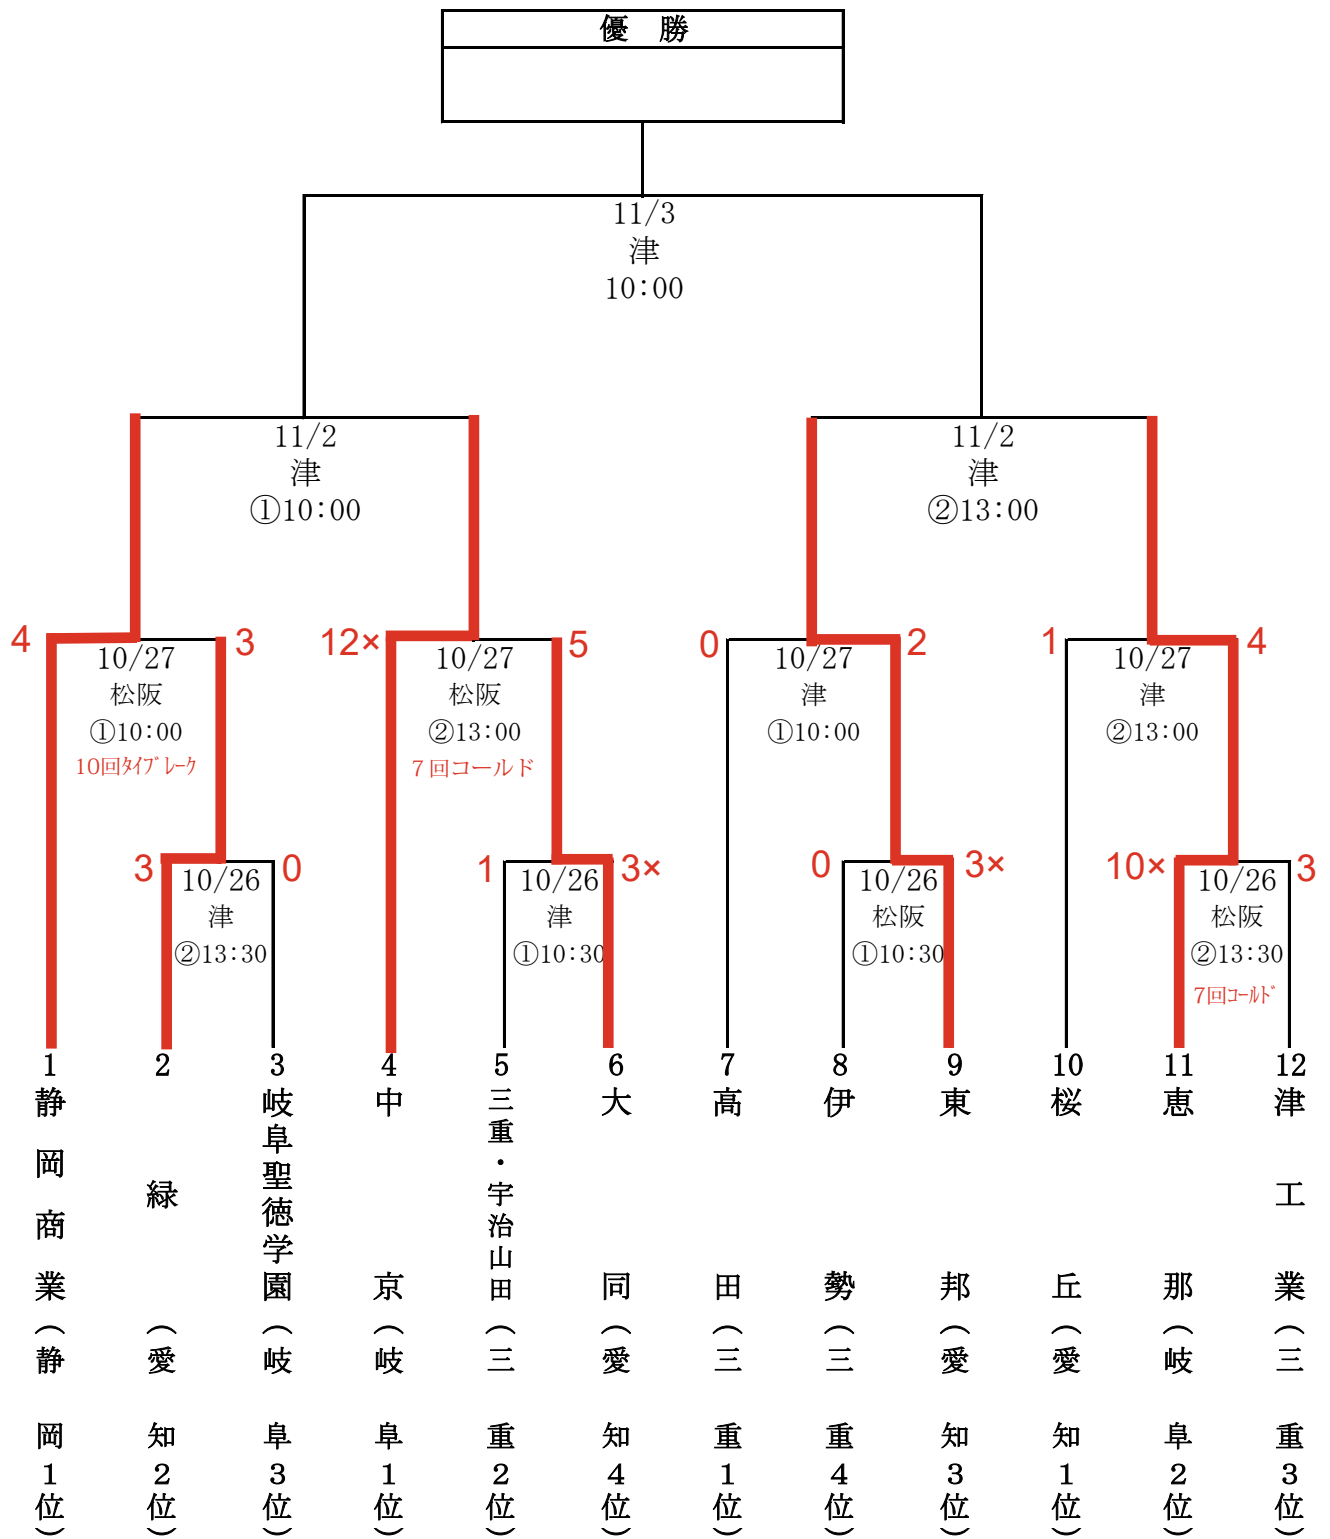 優　勝
11/3
津
10:00
11/2
津
①10:00
11/2
津
②13:00
4
3
10/27
松阪
①10:00
10回ﾀｲﾌﾞﾚｰｸ
12×
5
10/27
松阪
②13:00
７回コールド
0
2
10/27
津
①10:00
1
4
10/27
津
②13:00
3
0
10/26
津
②13:30
1
3×
10/26
津
①10:30
0
3×
10/26
松阪
①10:30
10×
3
10/26
松阪
②13:30
7回ｺｰﾙﾄﾞ
1
静岡商業（静岡１位）
2
緑（愛知２位）
3
岐阜聖徳学園（岐阜３位）
4
中京（岐阜１位）
5
三重・宇治山田（三重２位）
6
大同（愛知４位）
7
高田（三重１位）
8
伊勢（三重４位）
9
東邦（愛知３位）
10
桜丘（愛知１位）
11
恵那（岐阜２位）
12
津工業（三重３位）